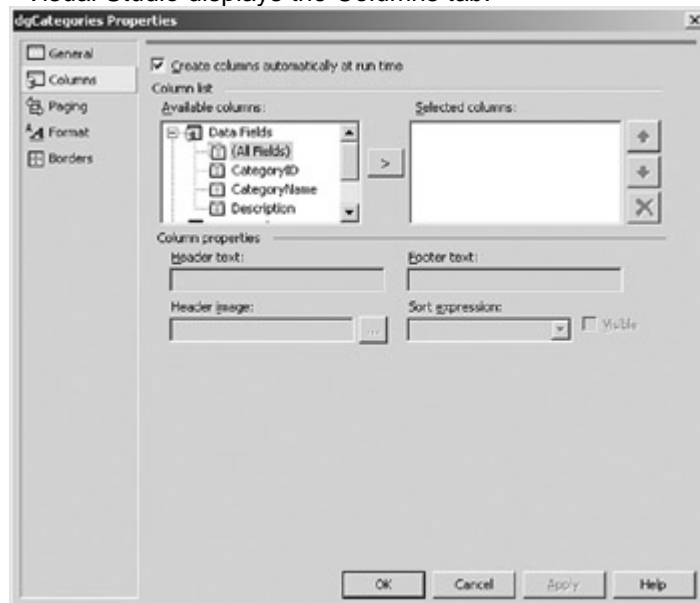 Visual Studio displays the Columns tab.
dgCategories Properties
General
Columns
Paging
Format
Borders
Create columns automatically at run time
Column list
Available columns:
Selected columns:
Data Fields
(All Fields)
CategoryID
CategoryName
Description
>
Column properties
Header text:
Footer text:
Header image:
Sort expression:
...
Visible
OK
Cancel
Apply
Help